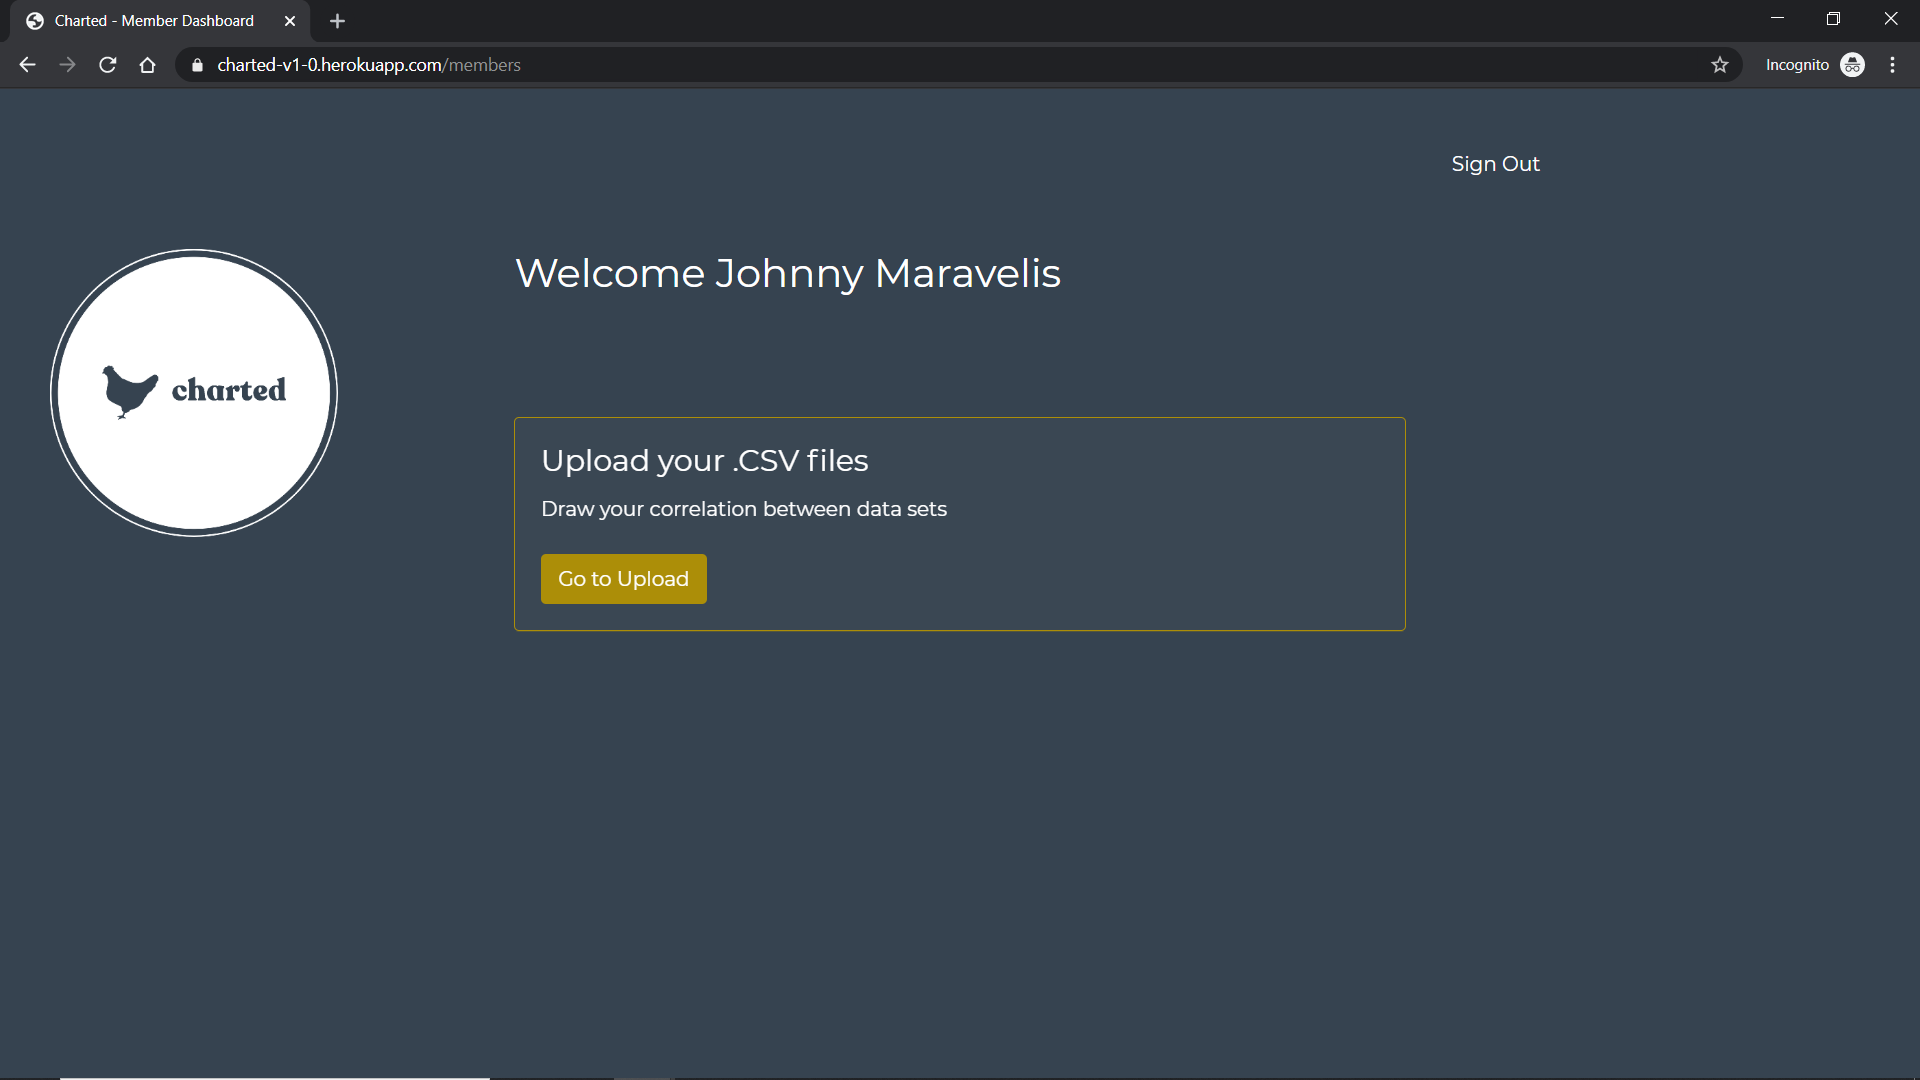 Charted - Member Dashboard
charted-v1-0.herokuapp.com/members
Incognito
Sign Out
Welcome Johnny Maravelis
charted
Upload your .CSV files
Draw your correlation between data sets
Go to Upload